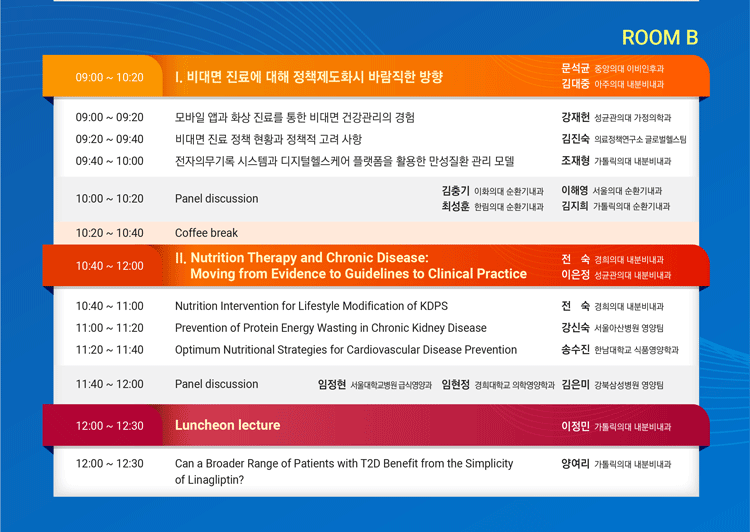 ROOM B
09:00 ~ 10:20 I. 비대면 진료에 대해 정책제도화시 바람직한 방향 문석균 중앙의대 이비인후과
김대중 아주의대 내분비내과
09:00 ~ 09:20 모바일 앱과 화상 진료를 통한 비대면 건강관리의 경험 강재헌 성균관의대 가정의학과
09:20 ~ 09:40 비대면 진료 정책 현황과 정책적 고려 사항 김진숙 의료정책연구소 글로벌헬스팀
09:40 ~ 10:00 전자의무기록 시스템과 디지털헬스케어 플랫폼을 활용한 만성질환 관리 모델 조재형 가톨릭의대 내분비내과
10:00 ~ 10:20 Panel discussion 김충기 이화의대 순환기내과 이해영 서울의대 순환기내과
최성훈 한림의대 순환기내과 김지희 가톨릭의대 순환기내과
10:20 ~ 10:40 Coffee break
10:40 ~ 12:00 II. Nutrition Therapy and Chronic Disease: 전 숙 경희의대 내분비내과
Moving from Evidence to Guidelines to Clinical Practice 이은정 성균관의대 내분비내과
10:40 ~ 11:00 Nutrition Intervention for Lifestyle Modification of KDPS 전 숙 경희의대 내분비내과
11:00 ~ 11:20 Prevention of Protein Energy Wasting in Chronic Kidney Disease 강신숙 서울아산병원 영양팀
11:20 ~ 11:40 Optimum Nutritional Strategies for Cardiovascular Disease Prevention 송수진 한남대학교 식품영양학과
11:40 ~ 12:00 Panel discussion 임정현 서울대학교병원 급식영양과 임현정 경희대학교 의학영양학과 김은미 강북삼성병원 영양팀
12:00 ~ 12:30 Luncheon lecture 이정민 가톨릭의대 내분비내과
12:00 ~ 12:30 Can a Broader Range of Patients with T2D Benefit from the Simplicity 양여리 가톨릭의대 내분비내과
of Linagliptin?